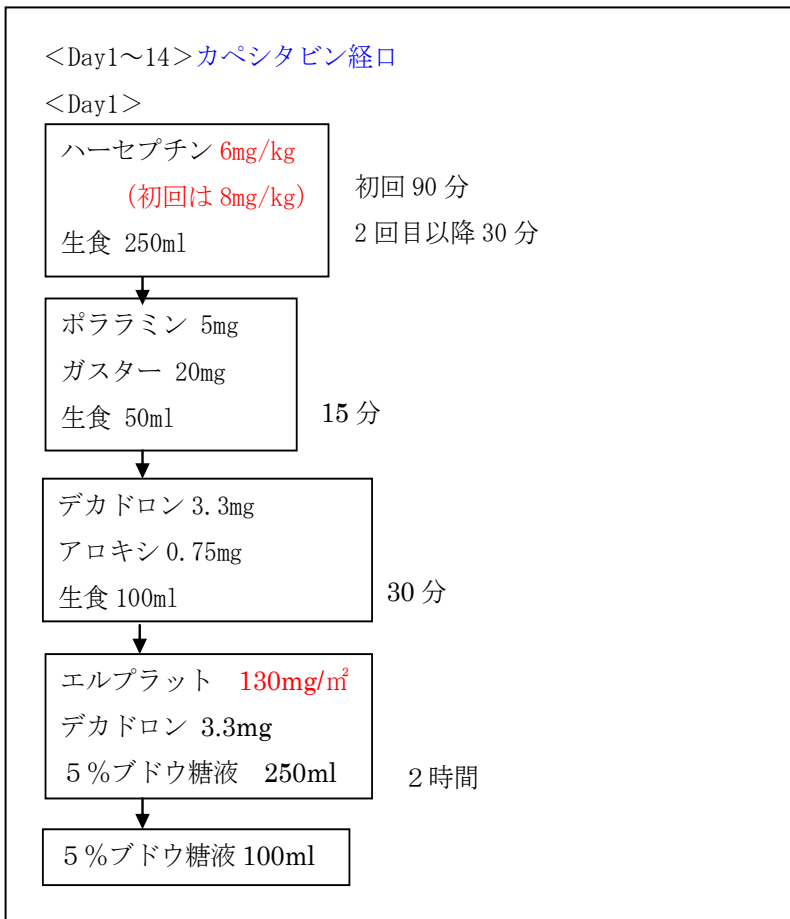 ＜Day1～14＞カペシタビン経口
＜Day1＞
ハーセプチン 6mg/kg
（初回は 8mg/kg）
生食 250ml
初回 90 分
2 回目以降 30 分
ポララミン 5mg
ガスター 20mg
生食 50ml
15 分
デカドロン 3.3mg
アロキシ 0.75mg
生食 100ml
30 分
エルプラット 130mg/㎡
デカドロン 3.3mg
５％ブドウ糖液 250ml
２時間
５％ブドウ糖液 100ml